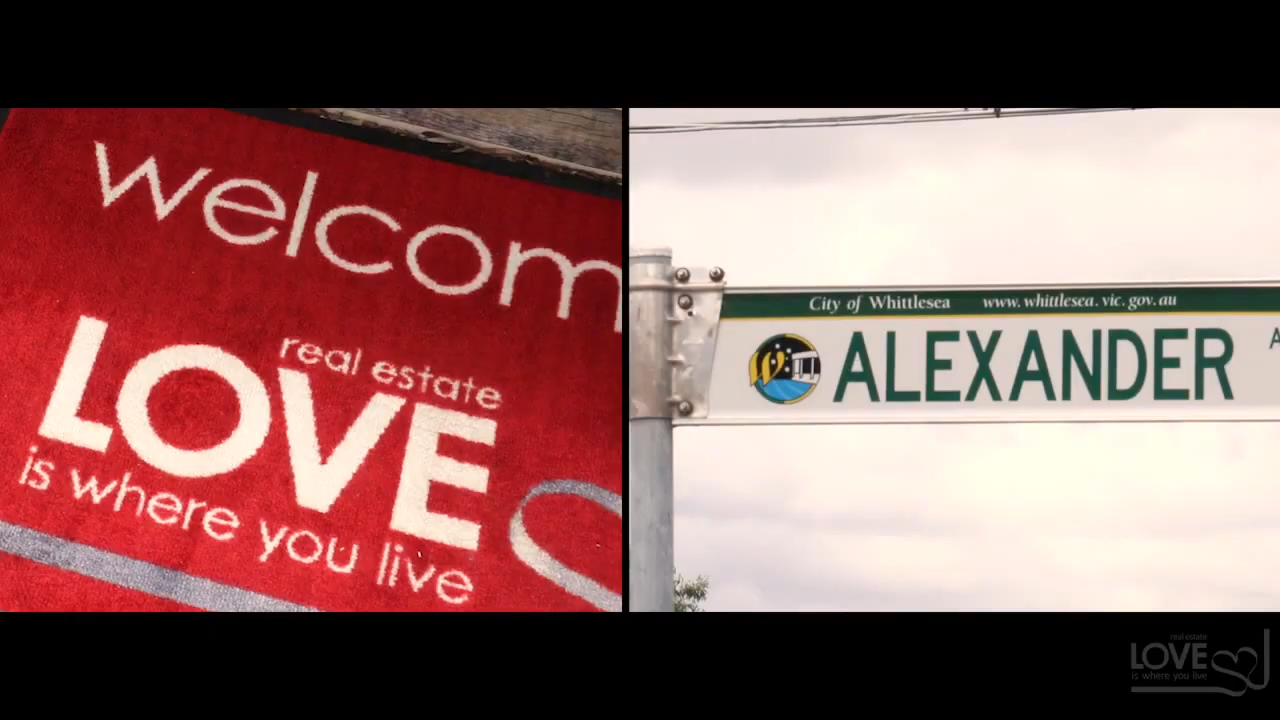 welcom
real estate
LOVE
is where you live
City of Whittlesea www.whittlesea.vic.gov.au
ALEXANDER A
real estate
LOVE
is where you live